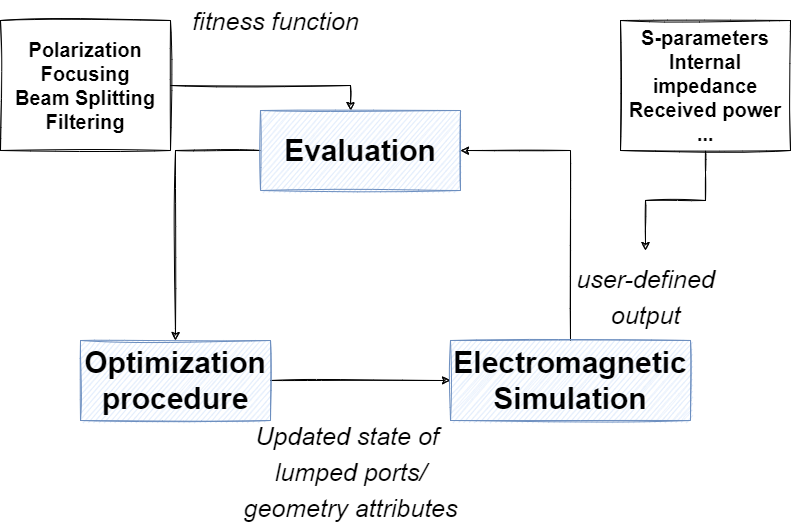 fitness function
Polarization
Focusing
Beam Splitting
Filtering
S-parameters
Internal
impedance
Received power
...
Evaluation
user-defined
output
Optimization
procedure
Electromagnetic
Simulation
Updated state of
lumped ports/
geometry attributes